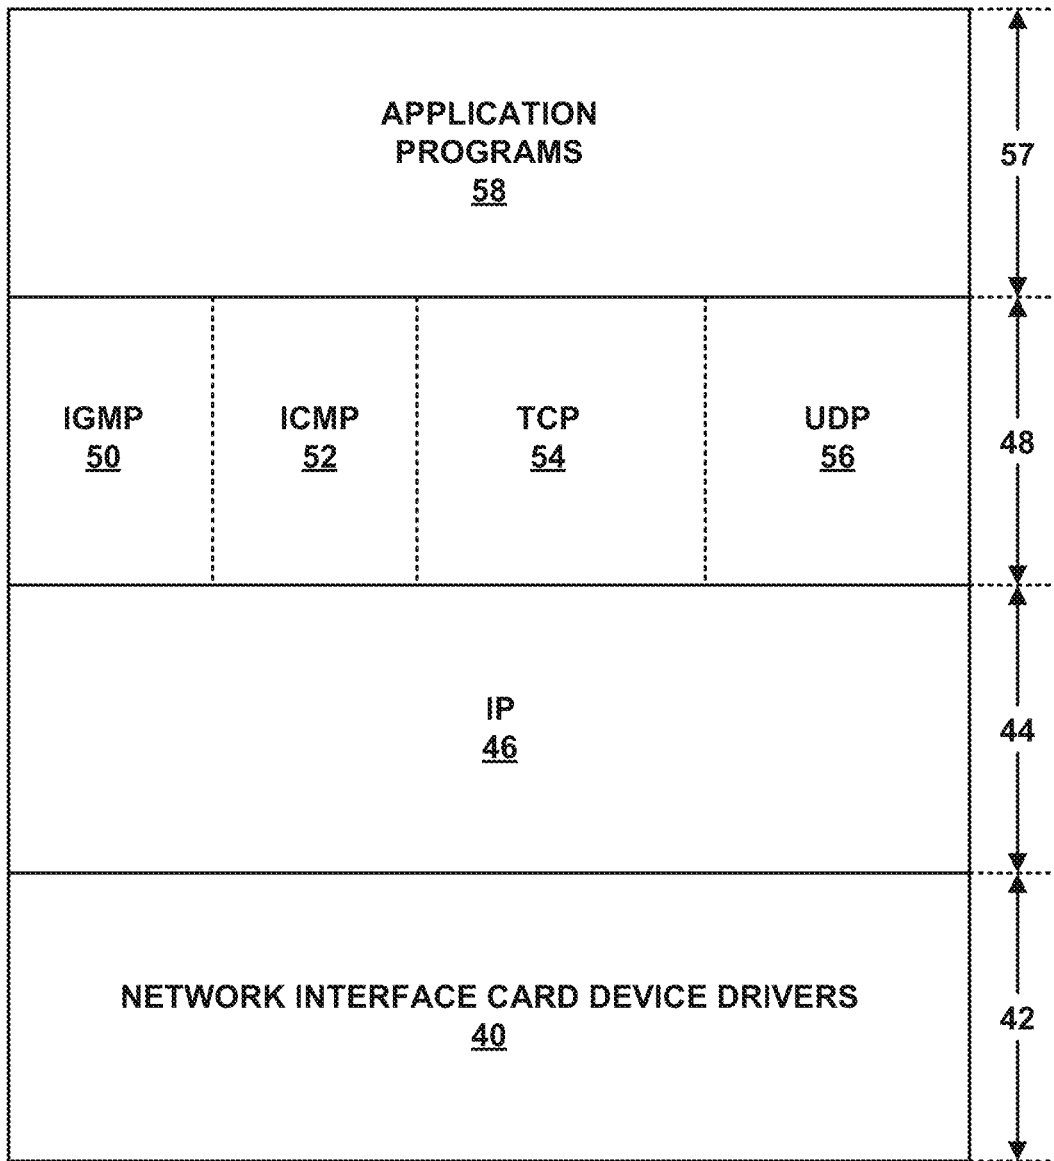 APPLICATION
PROGRAMS
58
57
IGMP
50
ICMP
52
TCP
54
UDP
56
48
IP
46
44
NETWORK INTERFACE CARD DEVICE DRIVERS
40
42